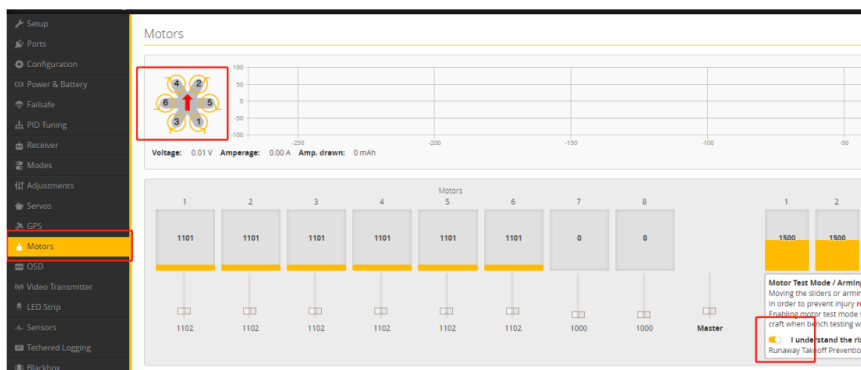 Setup
Ports
Configuration
Power & Battery
Failsafe
PID Tuning
Receiver
Modes
Adjustments
Servos
GPS
Motors
OSD
Video Transmitter
LED Strip
Sensors
Tethered Logging
Blackbox
Motors
4 2
6 5
3 1
100
50
0
-50
-100
-250 -200 -150 -100 -50
Voltage: 0.01 V Amperage: 0.00 A Amp. drawn: 0 mAh
Motors
1 2 3 4 5 6 7 8 1 2
1101 1101 1101 1101 1101 1101 0 0 1500 1500
1102 1102 1102 1102 1102 1102 1000 1000 Master
Motor Test Mode / Arming
Moving the sliders or armin
In order to prevent injury re
Enabling motor test mode
craft when bench testing w
I understand the ris
Runaway Takeoff Preventio